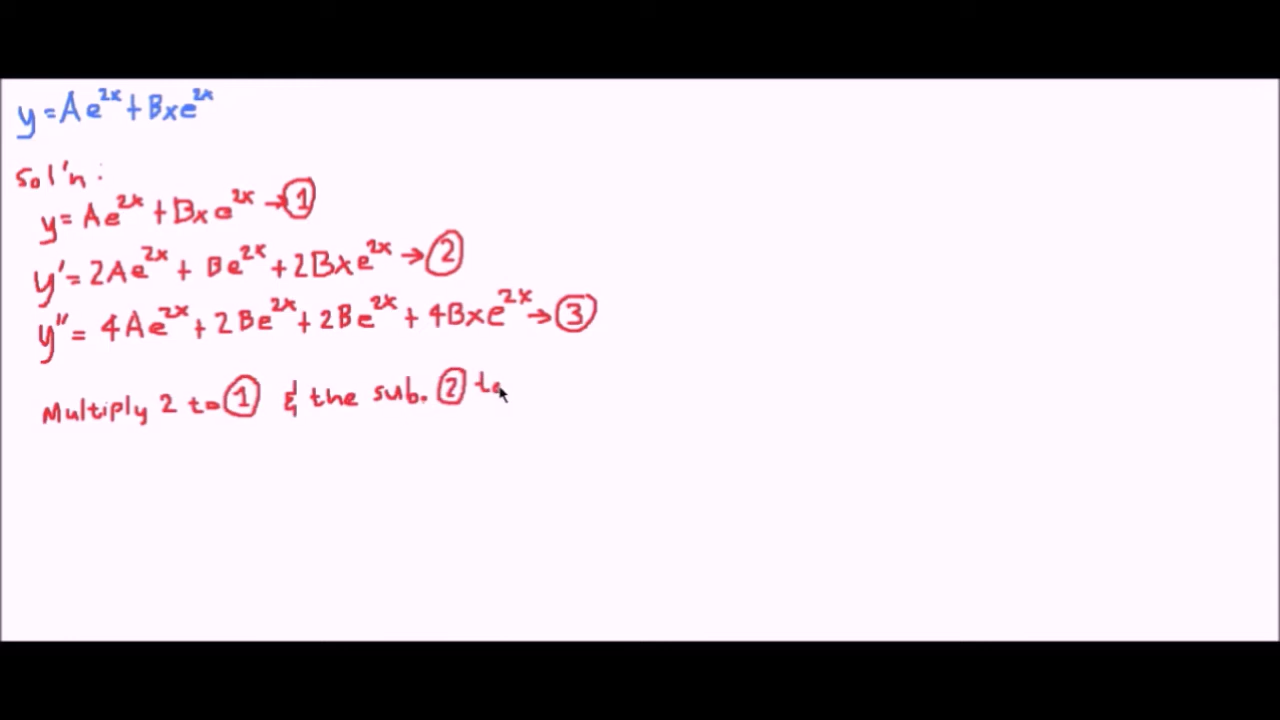 y = Ae^{2x} + Bxe^{2x}
Sol'n :
y = Ae^{2x} + Bxe^{2x} → ①
y' = 2Ae^{2x} + Be^{2x} + 2Bxe^{2x} → ②
y'' = 4Ae^{2x} + 2Be^{2x} + 2Be^{2x} + 4Bxe^{2x} → ③
Multiply 2 to ① & the sub. ② to